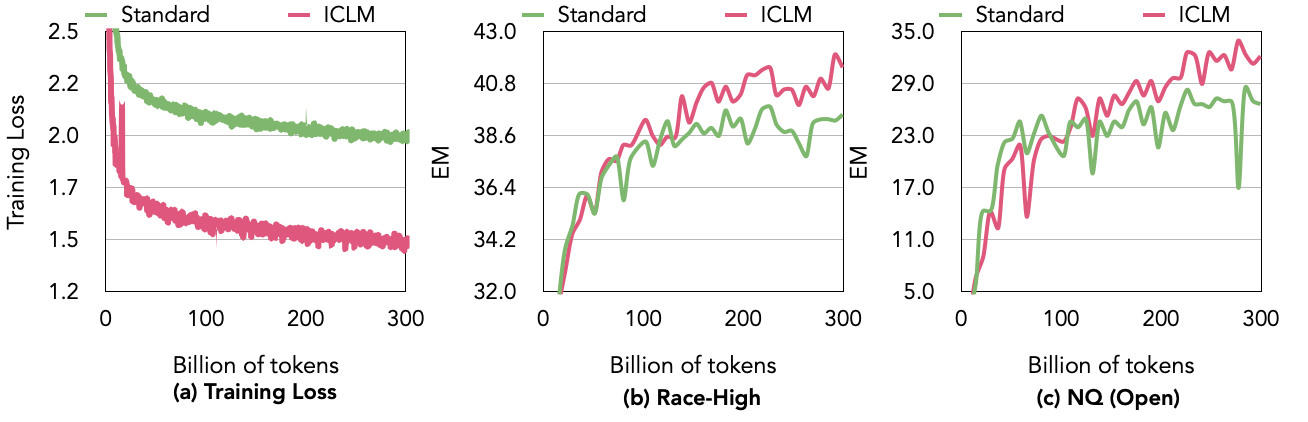 Standard ICLM
2.5
2.2
2.0
1.7
1.5
1.2
Training Loss
0 100 200 300
Billion of tokens
(a) Training Loss
Standard ICLM
43.0
40.8
38.6
36.4
34.2
32.0
EM
0 100 200 300
Billion of tokens
(b) Race-High
Standard ICLM
35.0
29.0
23.0
17.0
11.0
5.0
EM
0 100 200 300
Billion of tokens
(c) NQ (Open)